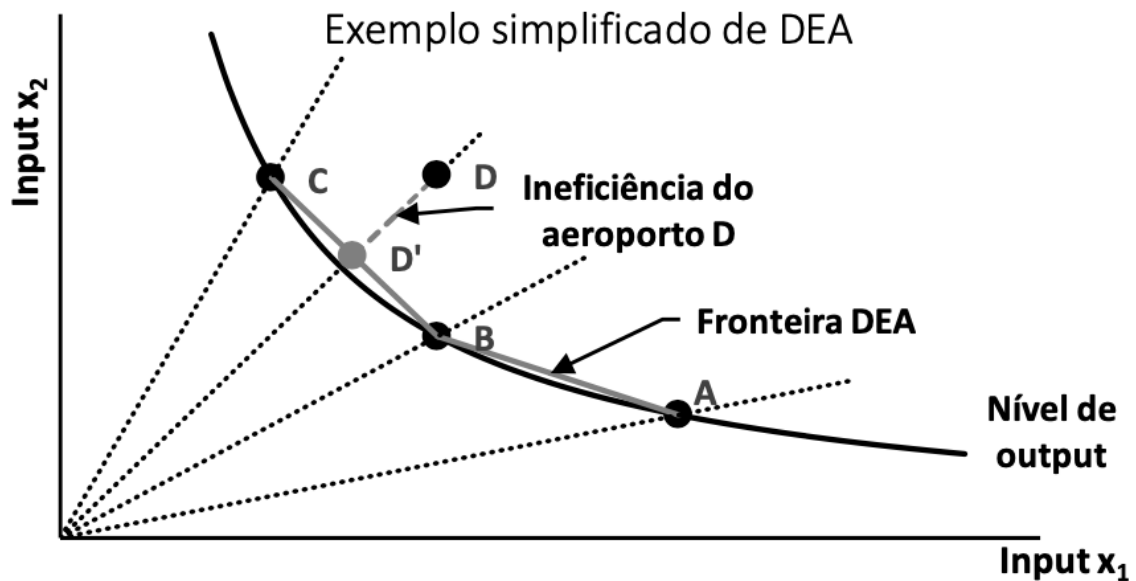 Exemplo simplificado de DEA
Input x₂
C
D
Ineficiência do
aeroporto D
D'
B
Fronteira DEA
A
Nível de
output
Input x₁